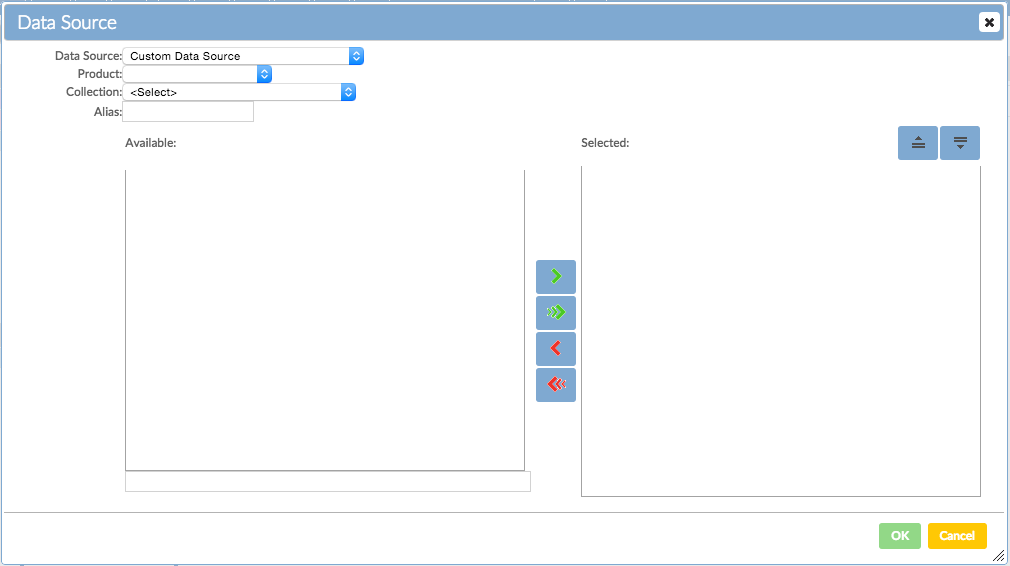 Data Source
Data Source: Custom Data Source
Product:
Collection: <Select>
Alias:
Available:
Selected:
OK
Cancel